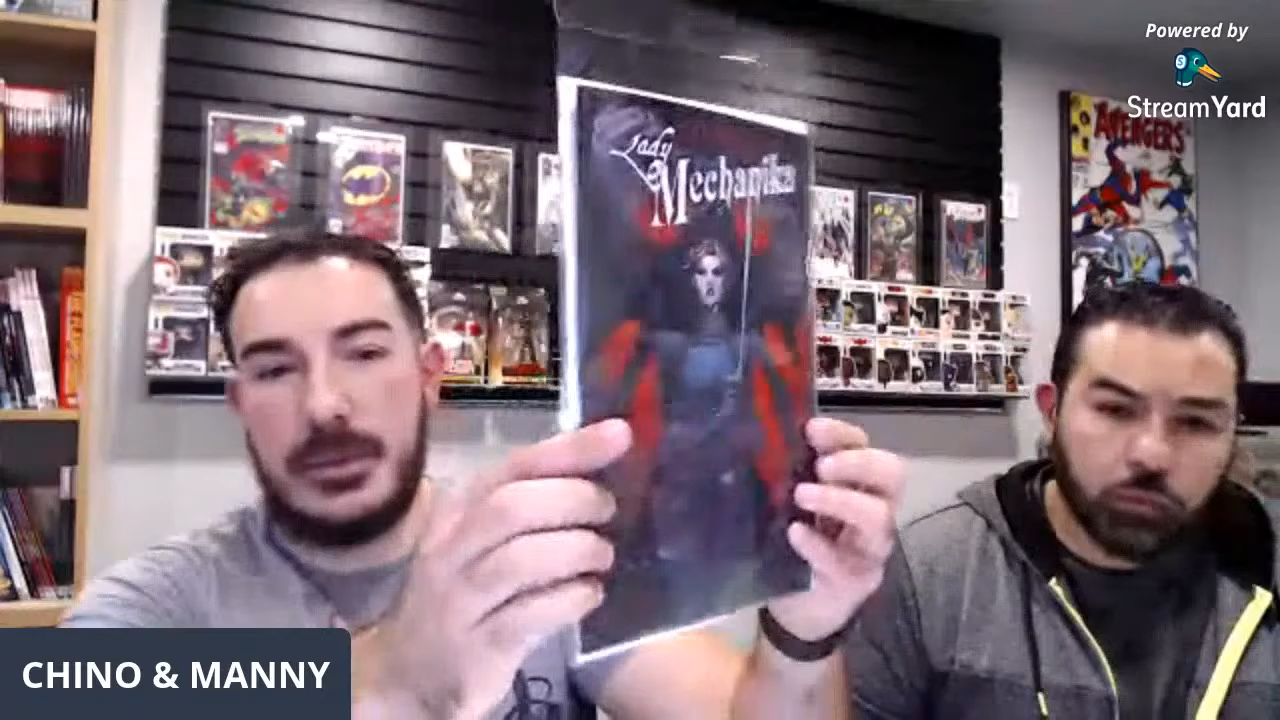 Powered by
StreamYard
AVENGERS
Lady
Mechanika
CHINO & MANNY